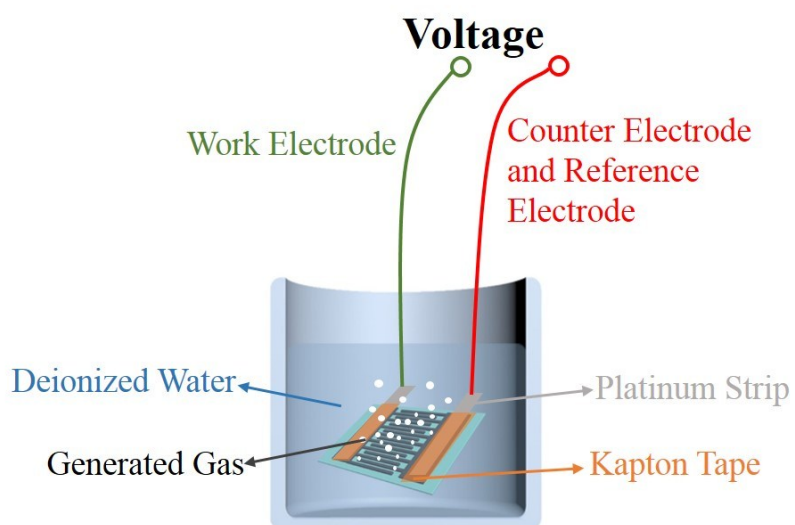 Voltage
Work Electrode
Counter Electrode
and Reference
Electrode
Deionized Water
Platinum Strip
Generated Gas
Kapton Tape